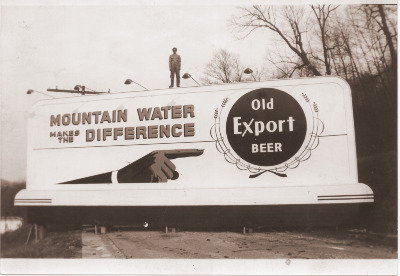 MOUNTAIN WATER
MAKES THE DIFFERENCE
Old
Export
BEER